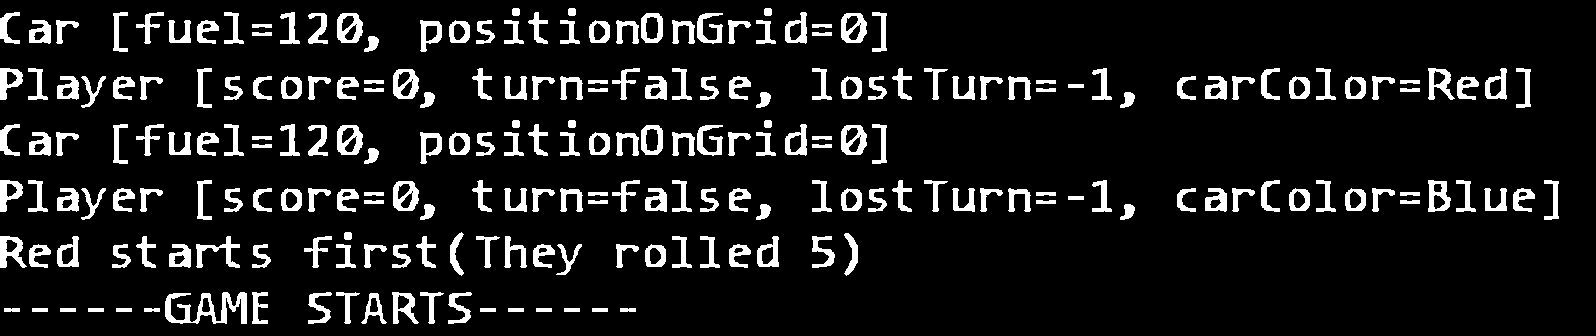 Car [fuel=120, positionOnGrid=0]
Player [score=0, turn=false, lostTurn=-1, carColor=Red]
Car [fuel=120, positionOnGrid=0]
Player [score=0, turn=false, lostTurn=-1, carColor=Blue]
Red starts first(They rolled 5)
------GAME STARTS------